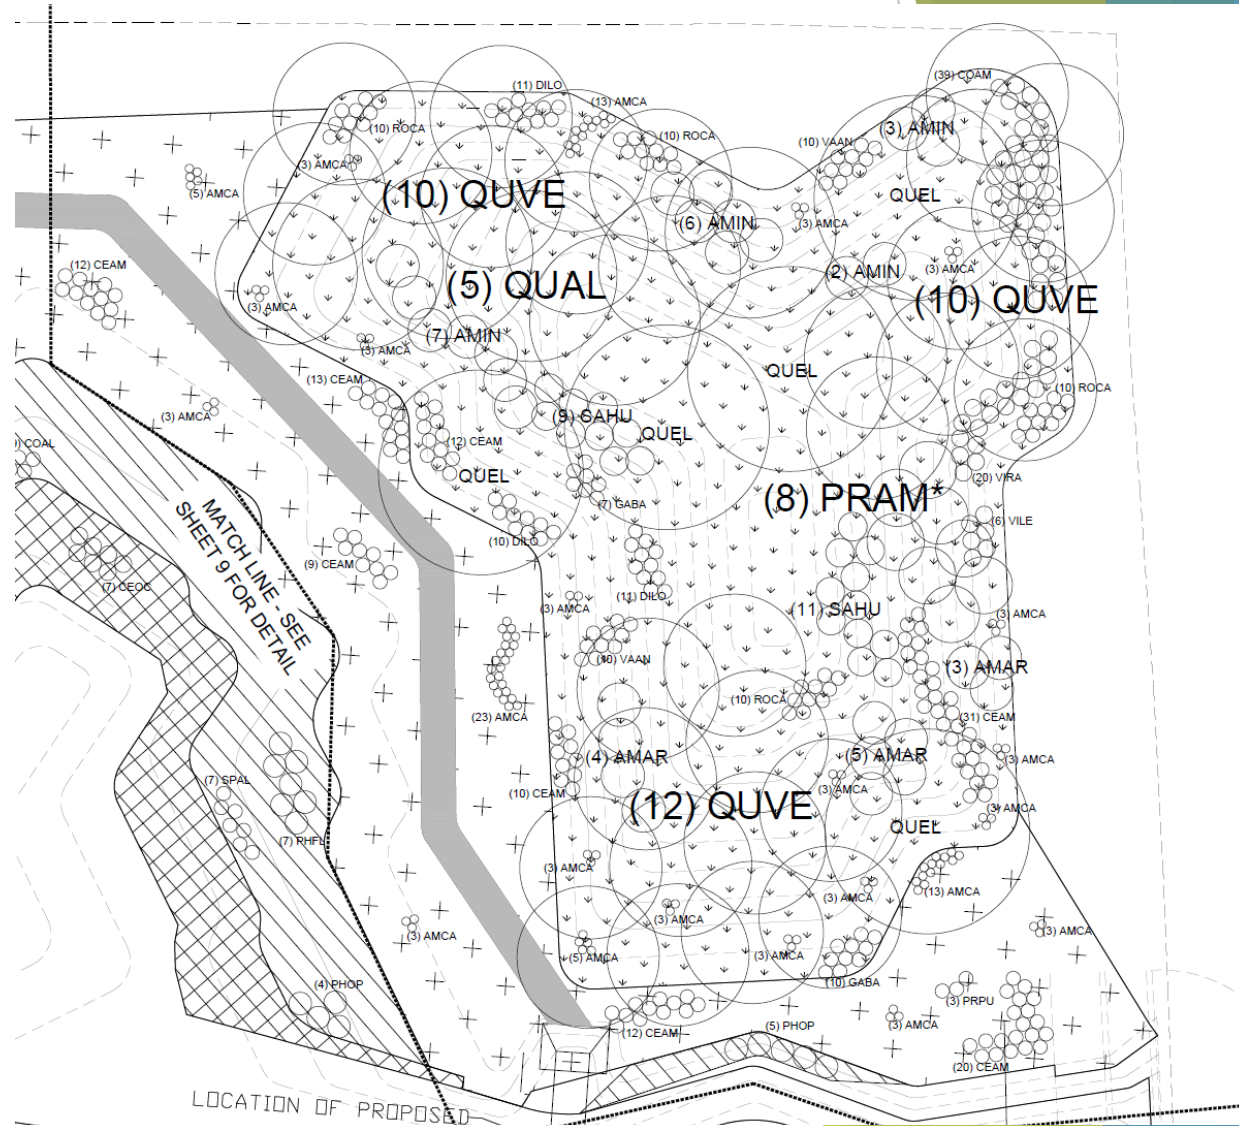 (39) COAM
(11) DILO
(13) AMCA
(10) ROCA
(10) ROCA
(3) AMIN
(10) VAAN
(3) AMCA
(5) AMCA
(10) QUVE
QUEL
(6) AMIN
(3) AMCA
(12) CEAM
(2) AMIN
(3) AMCA
(5) QUAL
(10) QUVE
(3) AMCA
(7) AMIN
(3) AMCA
QUEL
(13) CEAM
(10) ROCA
(3) AMCA
(9) SAHU
QUEL
(12) CEAM
COAL
QUEL
(20) VIRA
(7) GABA
(8) PRAM*
(6) VILE
(10) DILO
MATCH LINE - SEE
SHEET 9 FOR DETAIL
(9) CEAM
(7) CEOC
(11) DILO
(3) AMCA
(11) SAHU
(3) AMCA
(10) VAAN
(3) AMAR
(10) ROCA
(23) AMCA
(31) CEAM
(4) AMAR
(5) AMAR
(3) AMCA
(7) SPAL
(10) CEAM
(3) AMCA
(12) QUVE
(3) AMCA
QUEL
(7) PHFL
(3) AMCA
(3) AMCA
(13) AMCA
(3) AMCA
(3) AMCA
(3) AMCA
(5) AMCA
(3) AMCA
(4) PHOP
(10) GABA
(3) PRPU
(3) AMCA
(12) CEAM
(5) PHOP
(20) CEAM
LOCATION OF PROPOSED